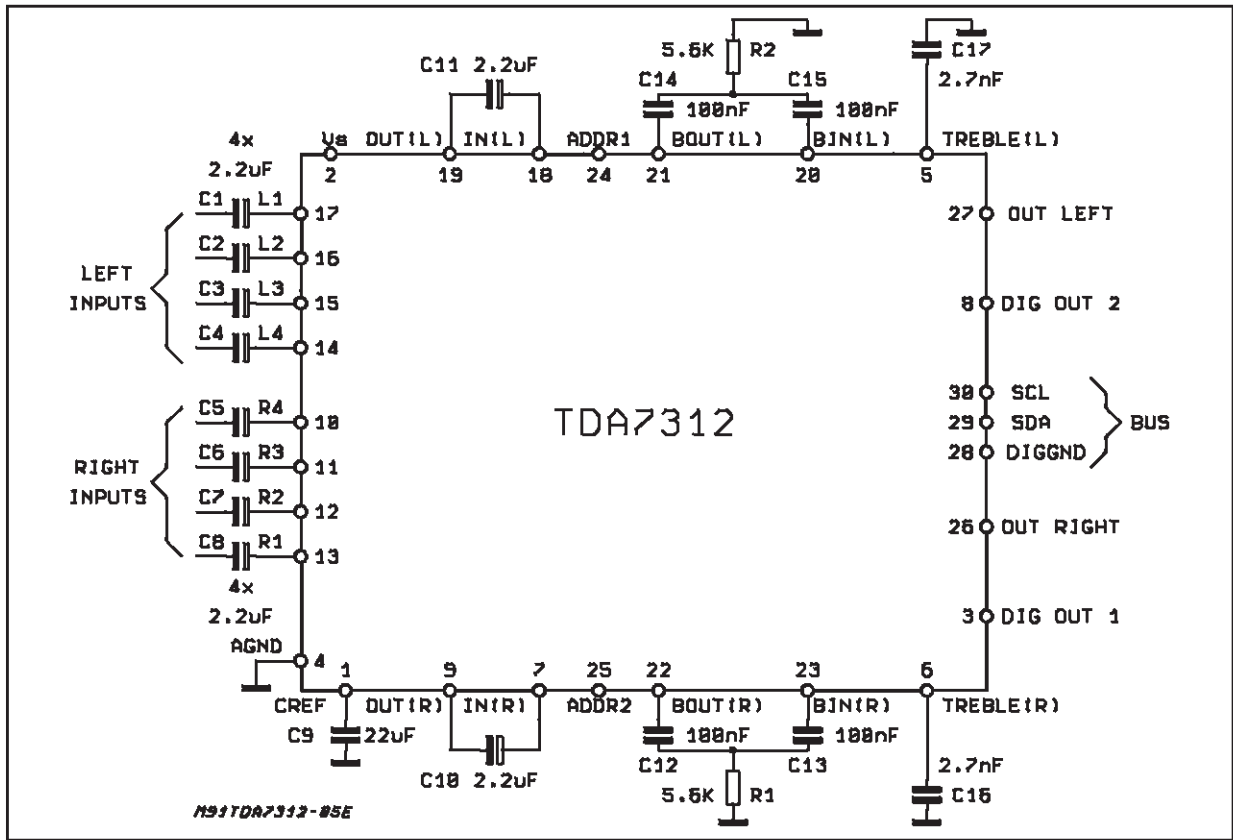 5.6K R2 C17
C11 2.2uF C14 C15 2.7nF
100nF 100nF
4x Vs OUT(L) IN(L) ADDR1 BOUT(L) BIN(L) TREBLE(L)
2.2uF 2 19 18 24 21 20 5
C1 L1 17 27 OUT LEFT
C2 L2 16
LEFT
INPUTS
C3 L3 15 8 DIG OUT 2
C4 L4 14
30 SCL
C5 R4 10 TDA7312 29 SDA BUS
C6 R3 11 28 DIGGND
RIGHT
INPUTS
C7 R2 12 26 OUT RIGHT
C8 R1 13
4x
2.2uF 3 DIG OUT 1
AGND 4 1 9 7 25 22 23 6
CREF OUT(R) IN(R) ADDR2 BOUT(R) BIN(R) TREBLE(R)
C9 22uF 100nF 100nF
C10 2.2uF C12 C13 2.7nF
5.6K R1 C16
M91TDA7312-05E